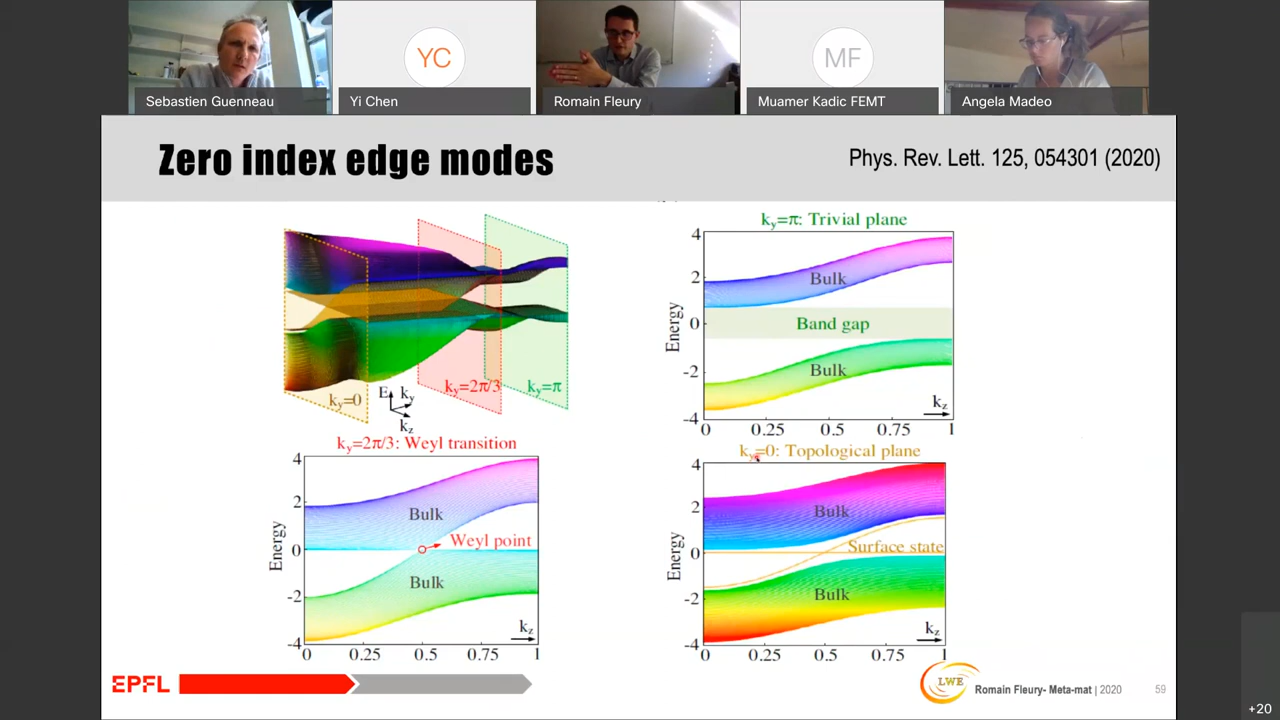 YC
MF
Sebastien Guenneau
Yi Chen
Romain Fleury
Muamer Kadic FEMT
Angela Madeo
Zero index edge modes
Phys. Rev. Lett. 125, 054301 (2020)
ky=0
ky=2π/3
ky=π
E
ky
kz
ky=π: Trivial plane
Energy
4
2
0
-2
-4
Bulk
Band gap
Bulk
kz
0 0.25 0.5 0.75 1
ky=2π/3: Weyl transition
Energy
4
2
0
-2
-4
Bulk
Weyl point
Bulk
kz
0 0.25 0.5 0.75 1
ky=0: Topological plane
Energy
4
2
0
-2
-4
Bulk
Surface state
Bulk
kz
0 0.25 0.5 0.75 1
EPFL
LWE
Romain Fleury- Meta-mat | 2020
59
+20